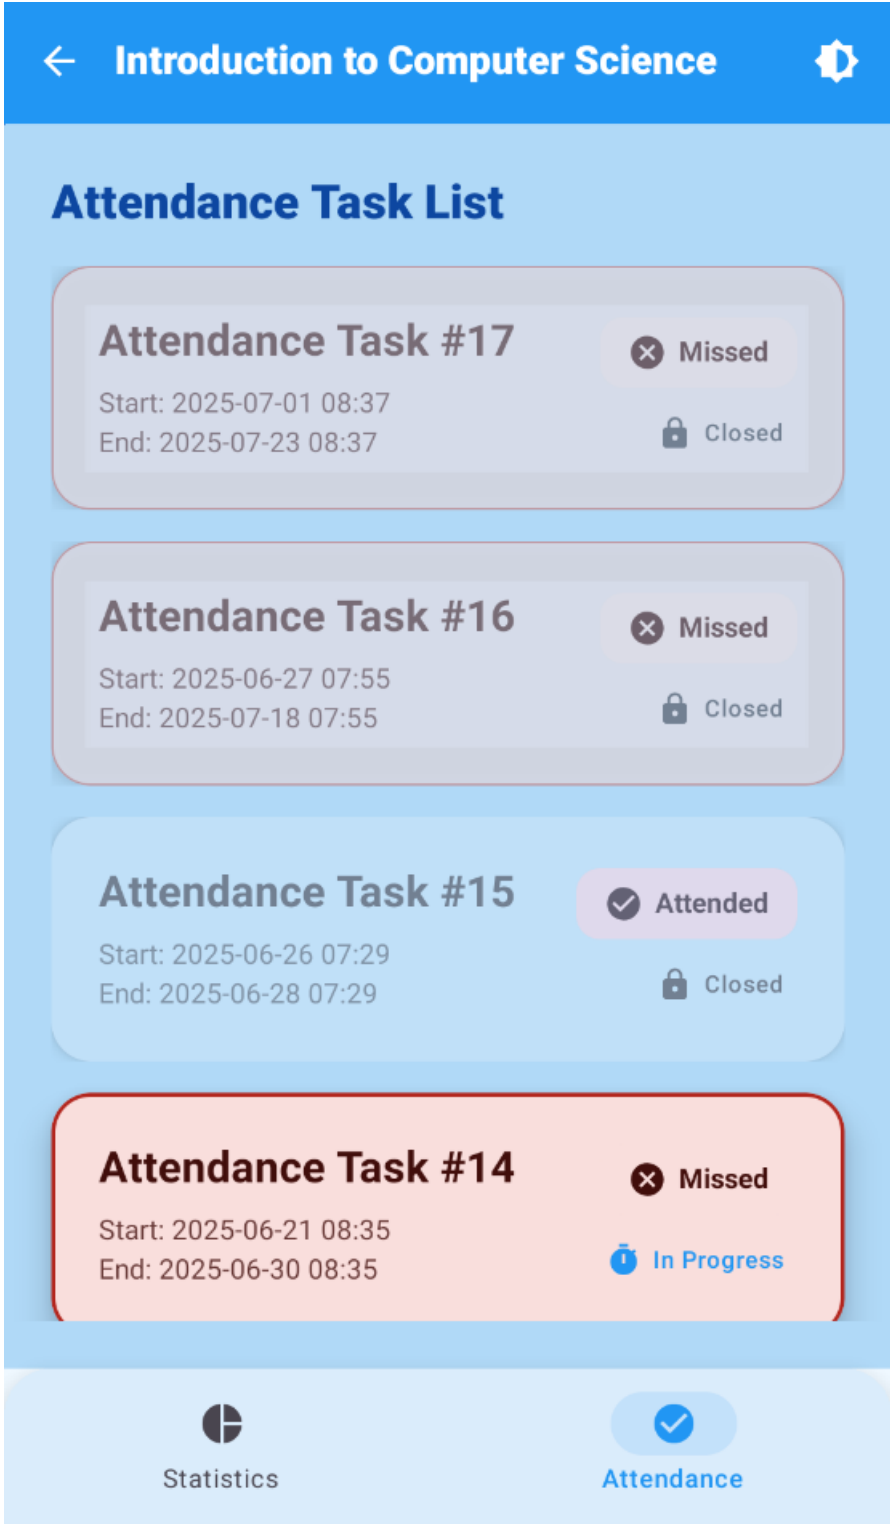 Introduction to Computer Science
Attendance Task List
Attendance Task #17
Missed
Start: 2025-07-01 08:37
End: 2025-07-23 08:37
Closed
Attendance Task #16
Missed
Start: 2025-06-27 07:55
End: 2025-07-18 07:55
Closed
Attendance Task #15
Attended
Start: 2025-06-26 07:29
End: 2025-06-28 07:29
Closed
Attendance Task #14
Missed
Start: 2025-06-21 08:35
End: 2025-06-30 08:35
In Progress
Statistics
Attendance